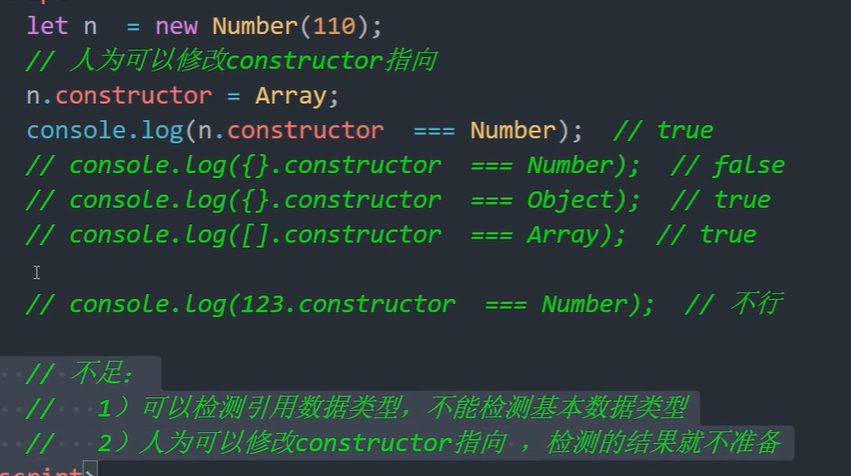 let n  = new Number(110);
// 人为可以修改constructor指向
n.constructor = Array;
console.log(n.constructor  === Number);  // true
// console.log({}.constructor  === Number);  // false
// console.log({}.constructor  === Object);  // true
// console.log([].constructor  === Array);  // true
// console.log(123.constructor  === Number);  // 不行
// 不足：
//   1）可以检测引用数据类型，不能检测基本数据类型
//   2）人为可以修改constructor指向 ，检测的结果就不准备
script>